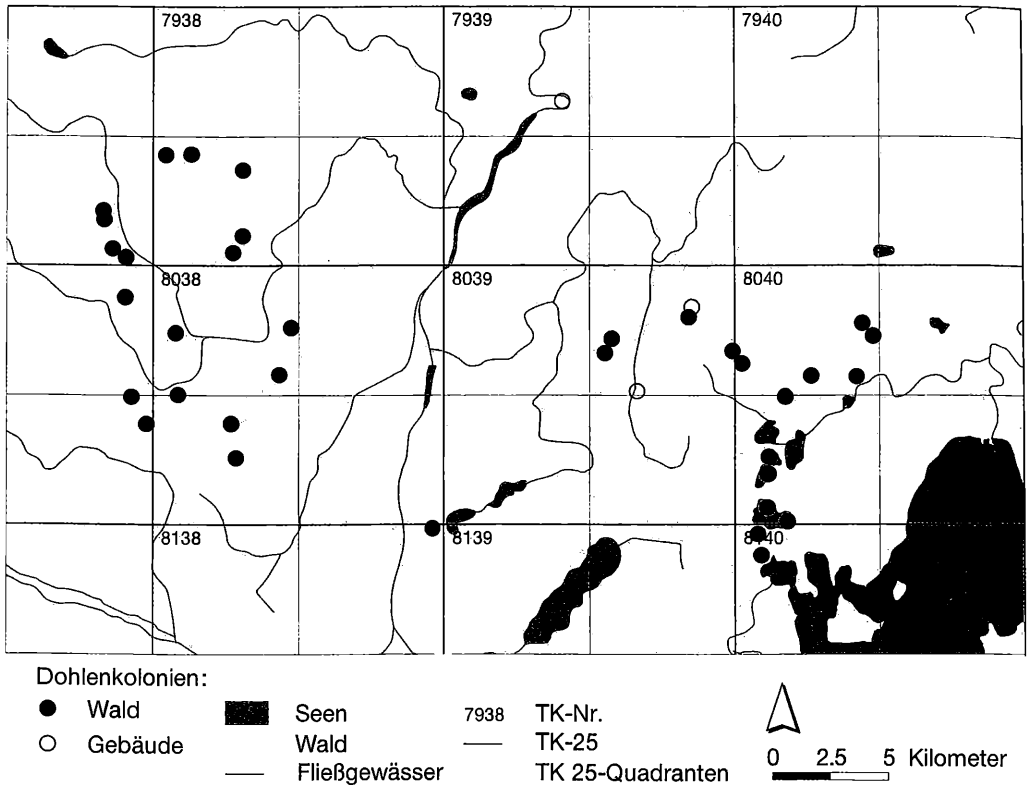 7938 7939 7940
8038 8039 8040
8138 8139 8140
Dohlenkolonien:
Wald
Gebäude
Seen
Wald
Fließgewässer
7938 TK-Nr.
TK-25
TK 25-Quadranten
0 2.5 5 Kilometer